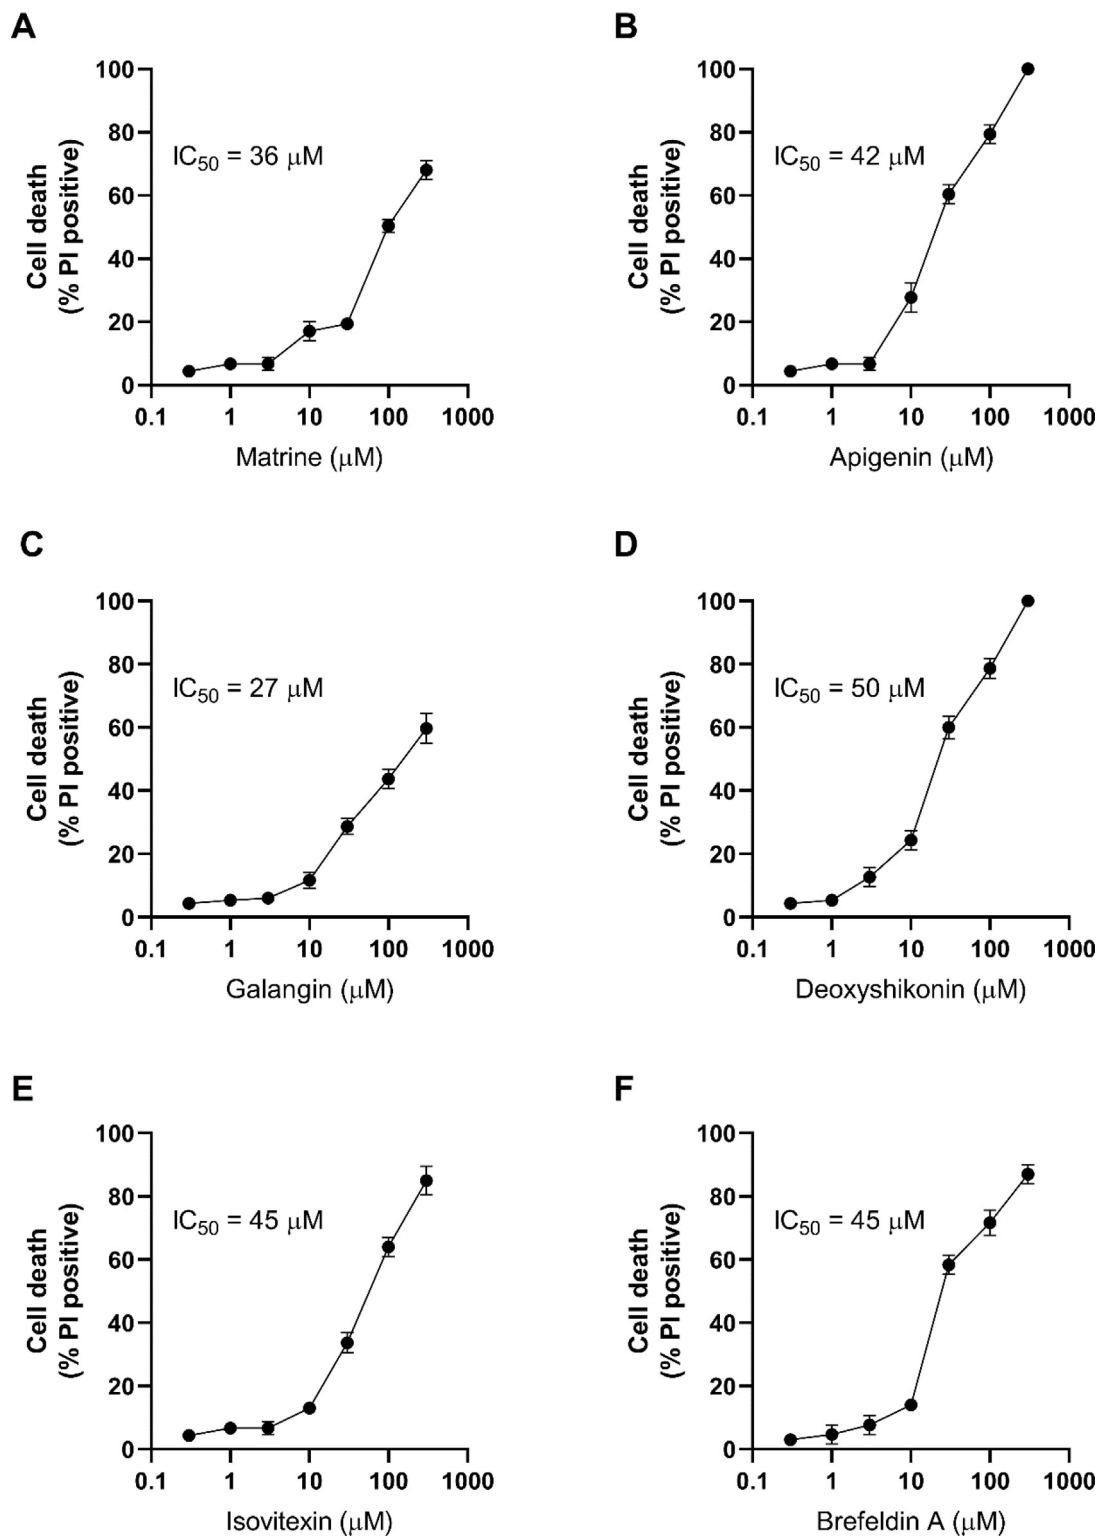 A
100
80
60
40
20
0
Cell death
(% PI positive)
IC50 = 36 μM
0.1 1 10 100 1000
Matrine (μM)
B
100
80
60
40
20
0
Cell death
(% PI positive)
IC50 = 42 μM
0.1 1 10 100 1000
Apigenin (μM)
C
100
80
60
40
20
0
Cell death
(% PI positive)
IC50 = 27 μM
0.1 1 10 100 1000
Galangin (μM)
D
100
80
60
40
20
0
Cell death
(% PI positive)
IC50 = 50 μM
0.1 1 10 100 1000
Deoxyshikonin (μM)
E
100
80
60
40
20
0
Cell death
(% PI positive)
IC50 = 45 μM
0.1 1 10 100 1000
Isovitexin (μM)
F
100
80
60
40
20
0
Cell death
(% PI positive)
IC50 = 45 μM
0.1 1 10 100 1000
Brefeldin A (μM)